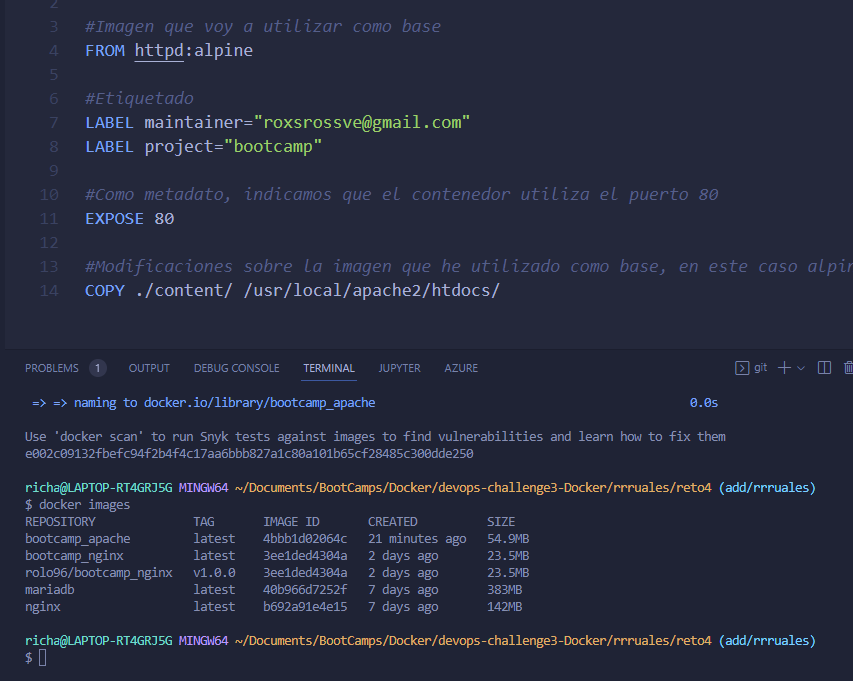 2
3 #Imagen que voy a utilizar como base
4 FROM httpd:alpine
5
6 #Etiquetado
7 LABEL maintainer="roxsrossve@gmail.com"
8 LABEL project="bootcamp"
9
10 #Como metadato, indicamos que el contenedor utiliza el puerto 80
11 EXPOSE 80
12
13 #Modificaciones sobre la imagen que he utilizado como base, en este caso alpin
14 COPY ./content/ /usr/local/apache2/htdocs/
PROBLEMS 1 OUTPUT DEBUG CONSOLE TERMINAL JUPYTER AZURE git
=> => naming to docker.io/library/bootcamp_apache 0.0s
Use 'docker scan' to run Snyk tests against images to find vulnerabilities and learn how to fix them
e002c09132fbefc94f2b4f4c17aa6bbb827a1c80a101b65cf28485c300dde250
richa@LAPTOP-RT4GRJ5G MINGW64 ~/Documents/BootCamps/Docker/devops-challenge3-Docker/rrruales/reto4 (add/rrruales)
$ docker images
REPOSITORY TAG IMAGE ID CREATED SIZE
bootcamp_apache latest 4bbb1d02064c 21 minutes ago 54.9MB
bootcamp_nginx latest 3ee1ded4304a 2 days ago 23.5MB
rolo96/bootcamp_nginx v1.0.0 3ee1ded4304a 2 days ago 23.5MB
mariadb latest 40b966d7252f 7 days ago 383MB
nginx latest b692a91e4e15 7 days ago 142MB
richa@LAPTOP-RT4GRJ5G MINGW64 ~/Documents/BootCamps/Docker/devops-challenge3-Docker/rrruales/reto4 (add/rrruales)
$